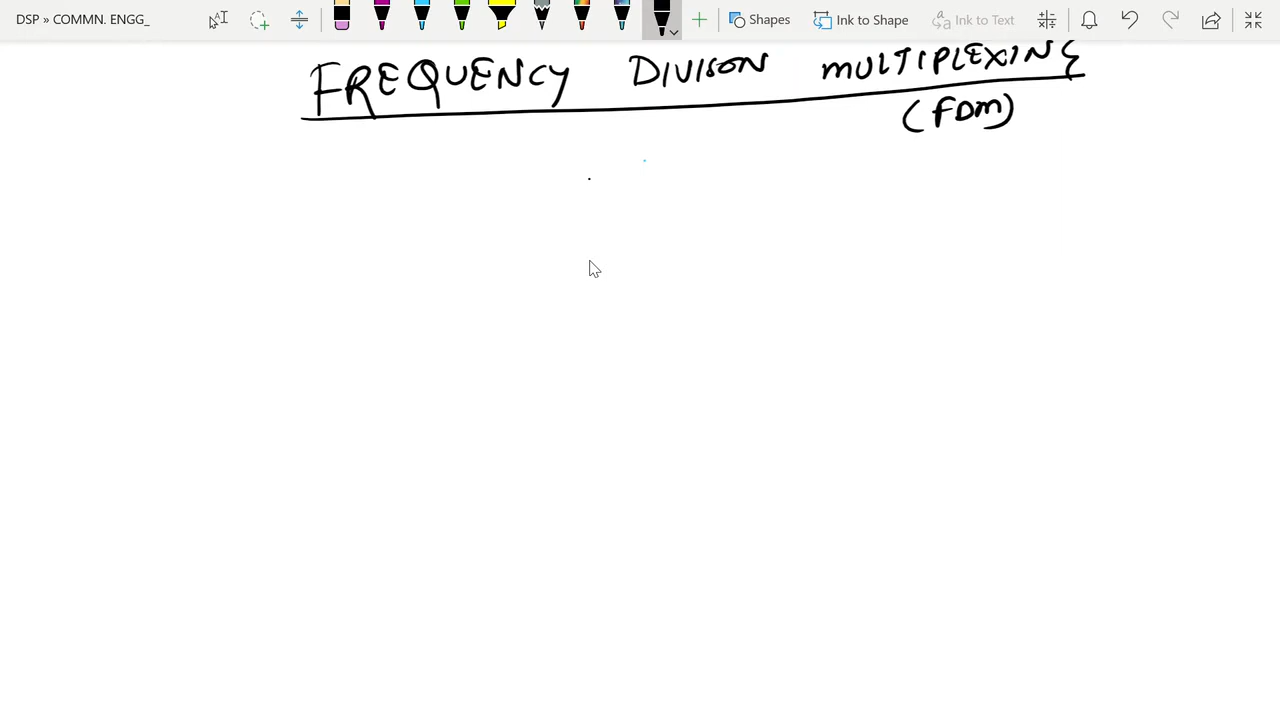 DSP » COMMN. ENGG_
Shapes
Ink to Shape
Ink to Text
FREQUENCY DIVISON MULTIPLEXING
(FDM)